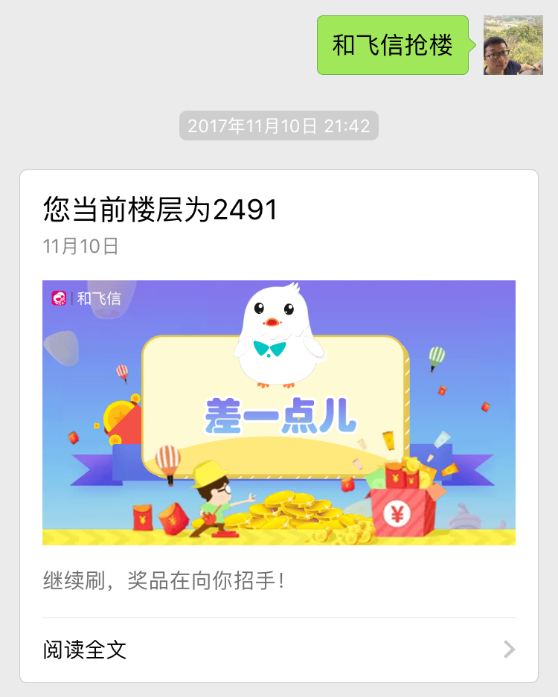 和飞信抢楼
2017年11月10日 21:42
您当前楼层为2491
11月10日
和飞信
差一点儿
¥
继续刷，奖品在向你招手！
阅读全文